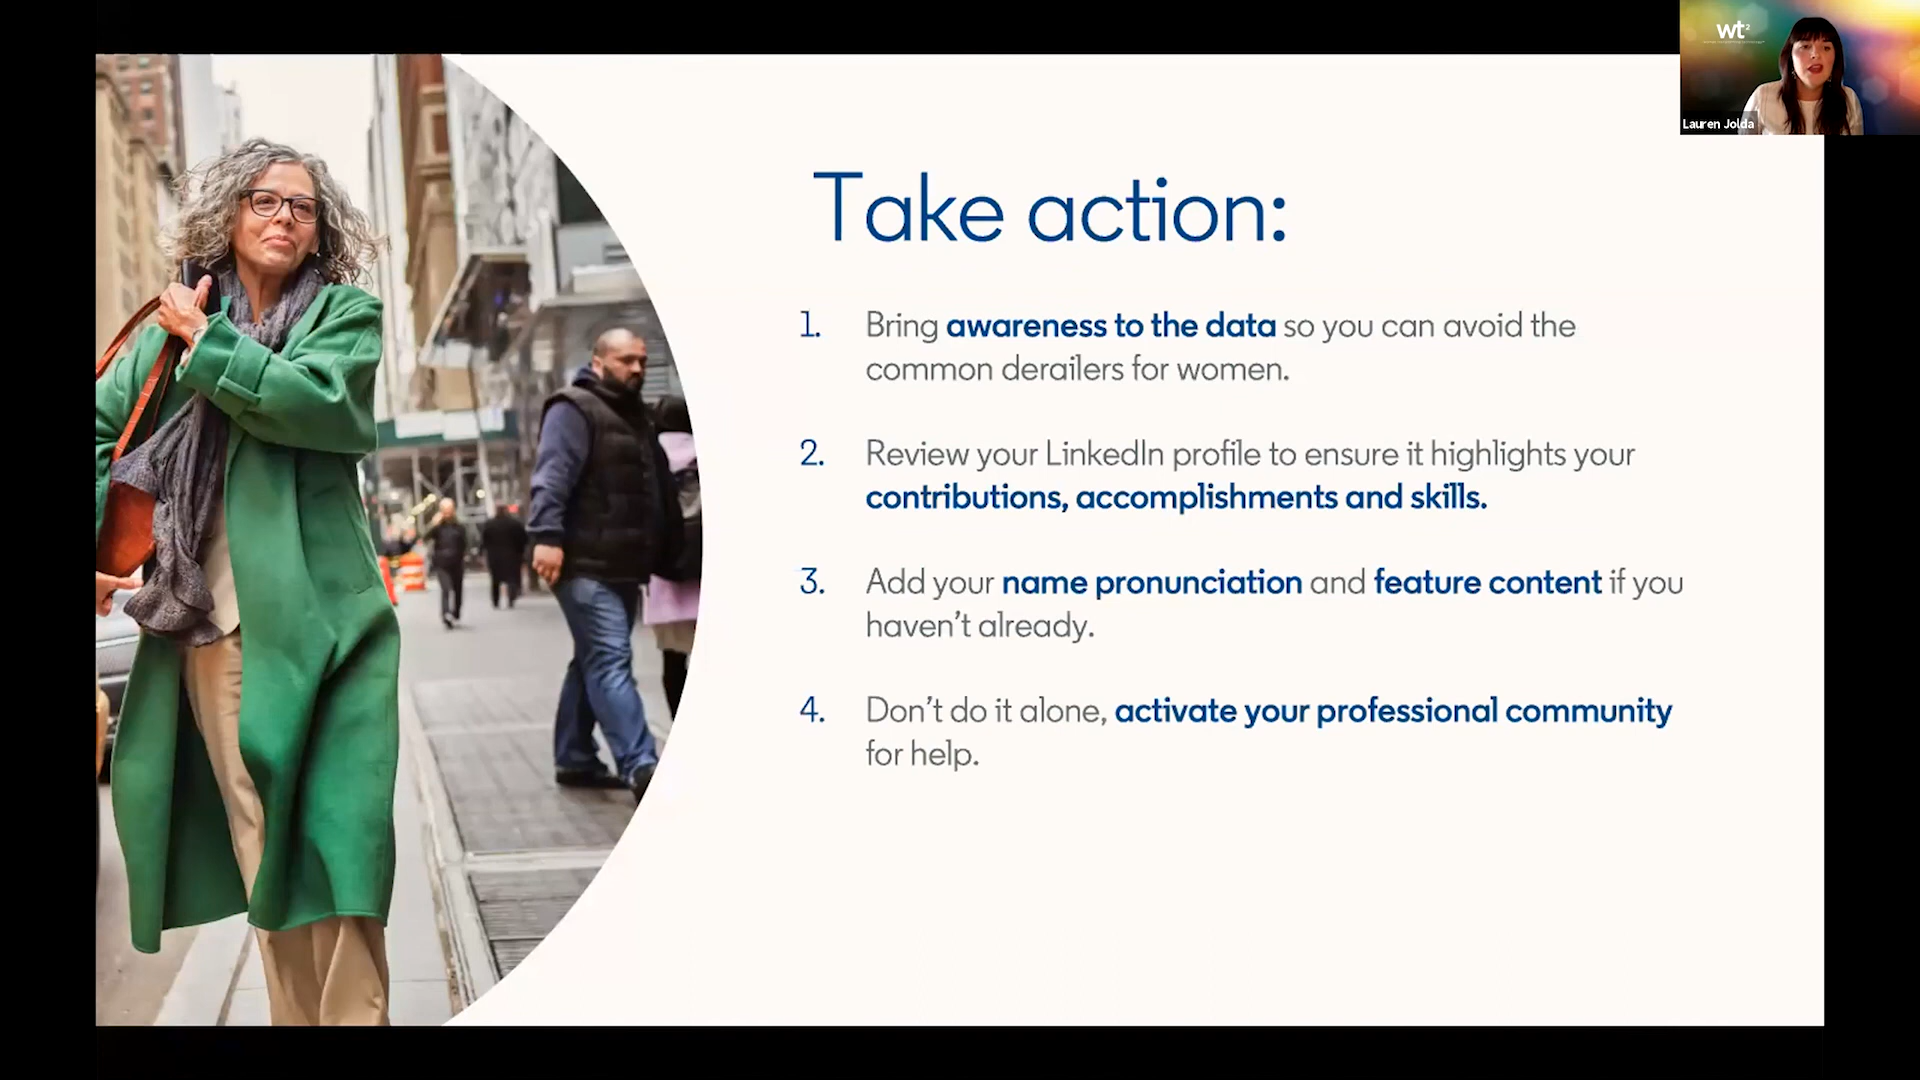 wt²
Lauren Jolda
Take action:
1. Bring awareness to the data so you can avoid the
common derailers for women.
2. Review your LinkedIn profile to ensure it highlights your
contributions, accomplishments and skills.
3. Add your name pronunciation and feature content if you
haven't already.
4. Don't do it alone, activate your professional community
for help.